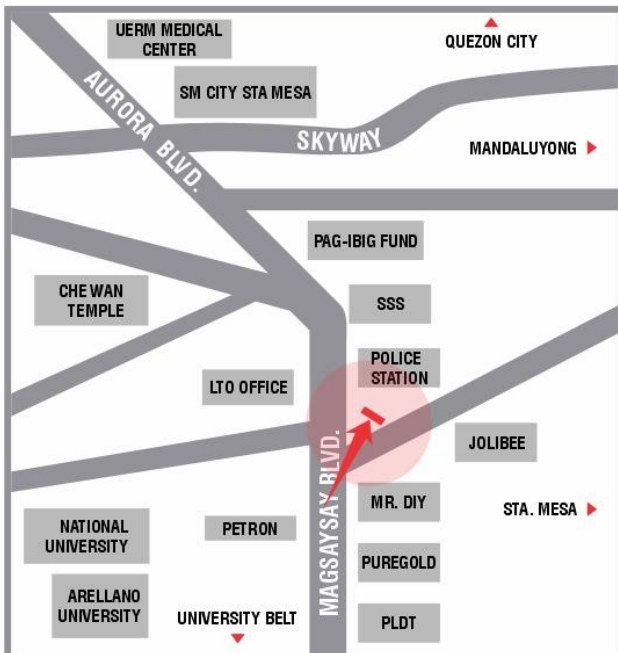 UERM MEDICAL
CENTER
QUEZON CITY
SM CITY STA MESA
AURORA BLVD.
SKYWAY
MANDALUYONG
PAG-IBIG FUND
CHE WAN
TEMPLE
SSS
POLICE
STATION
LTO OFFICE
JOLIBEE
MAGSAYSAY BLVD.
MR. DIY
STA. MESA
NATIONAL
UNIVERSITY
PETRON
PUREGOLD
ARELLANO
UNIVERSITY
UNIVERSITY BELT
PLDT